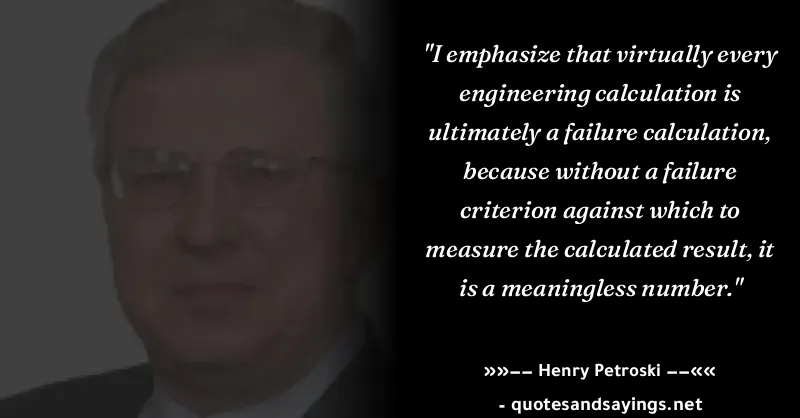 "I emphasize that virtually every
engineering calculation is
ultimately a failure calculation,
because without a failure
criterion against which to
measure the calculated result, it
is a meaningless number."
»»−− Henry Petroski −−««
- quotesandsayings.net